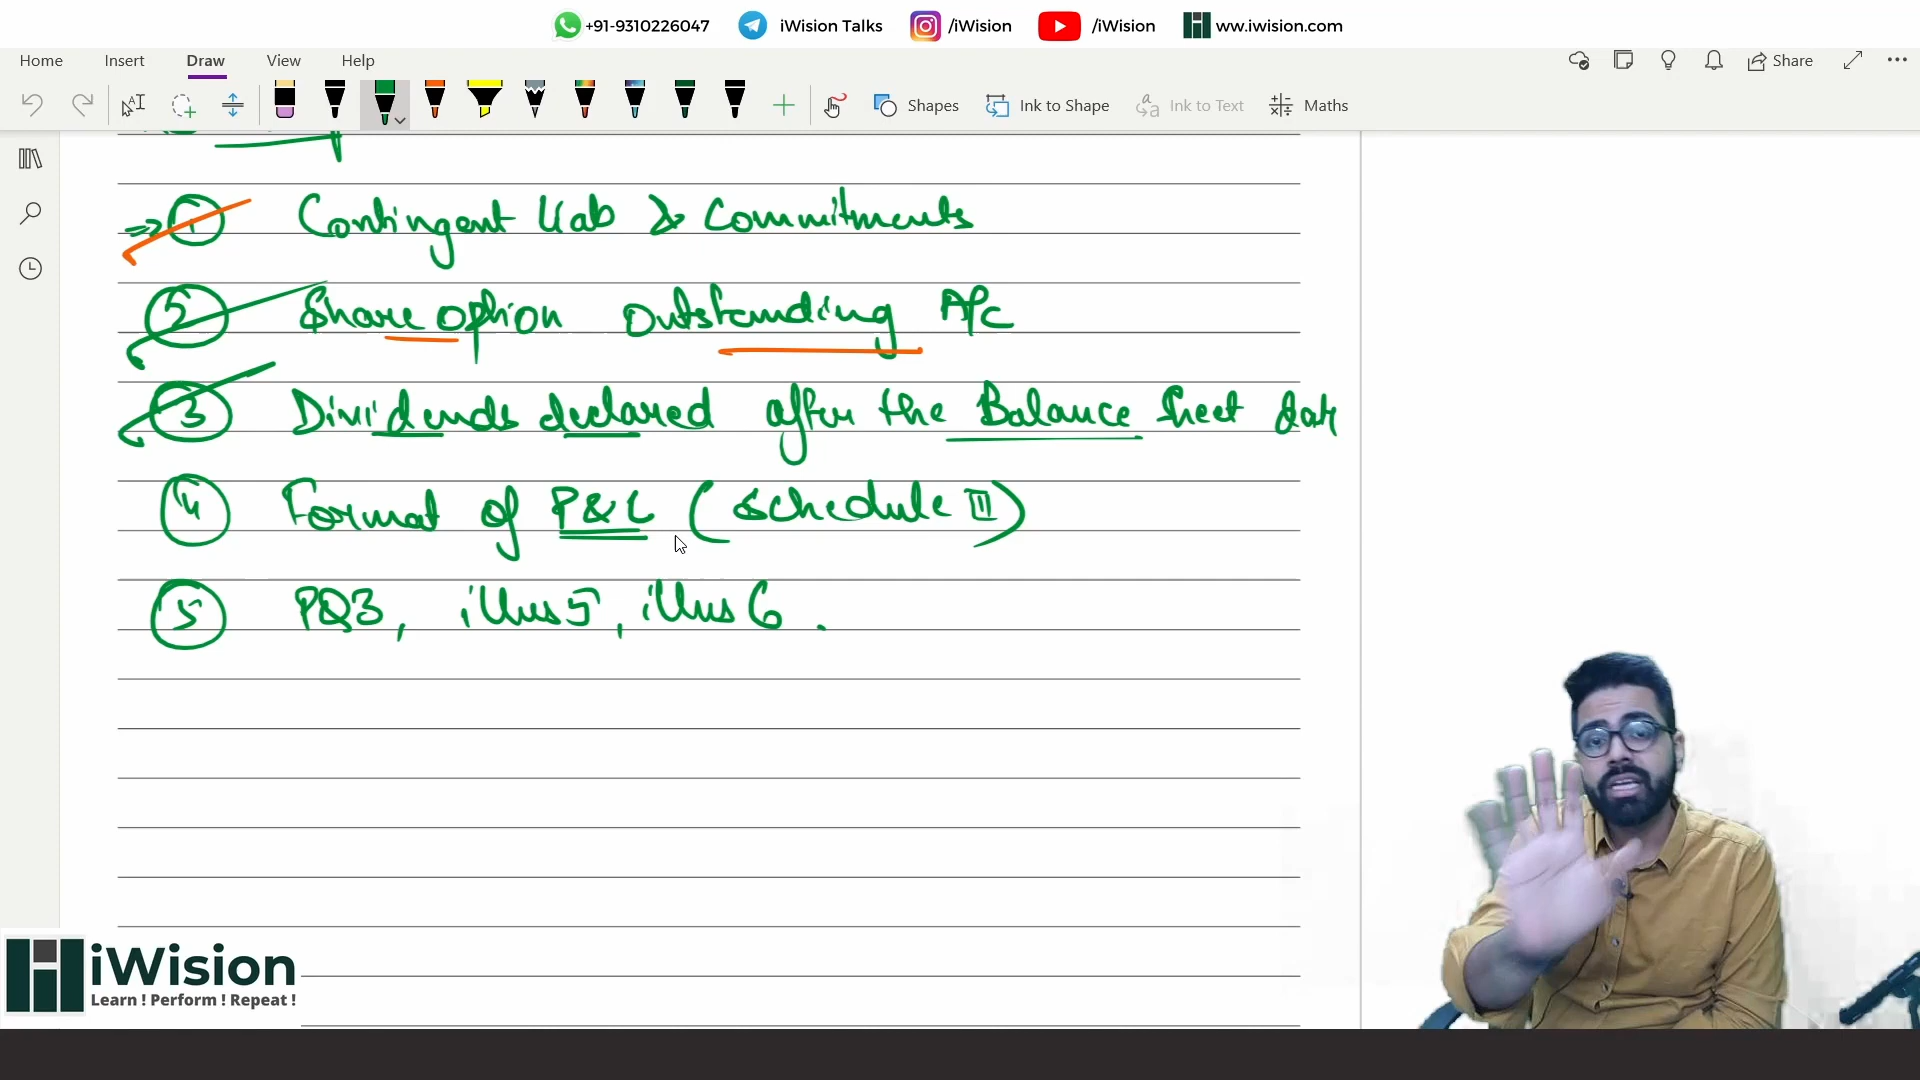 +91-9310226047 iWision Talks /iWision /iWision ww.iwision.com
Home Insert Draw View Help Share
Shapes Ink to Shape Ink to Text Maths
1 Contingent liab & Commitments
2 Share option Outstanding A/c
3 Dividends declared after the Balance Sheet date
4 Format of P&L (Schedule III)
5 PQ3, illus 5, illus 6.
iWision
Learn ! Perform ! Repeat !